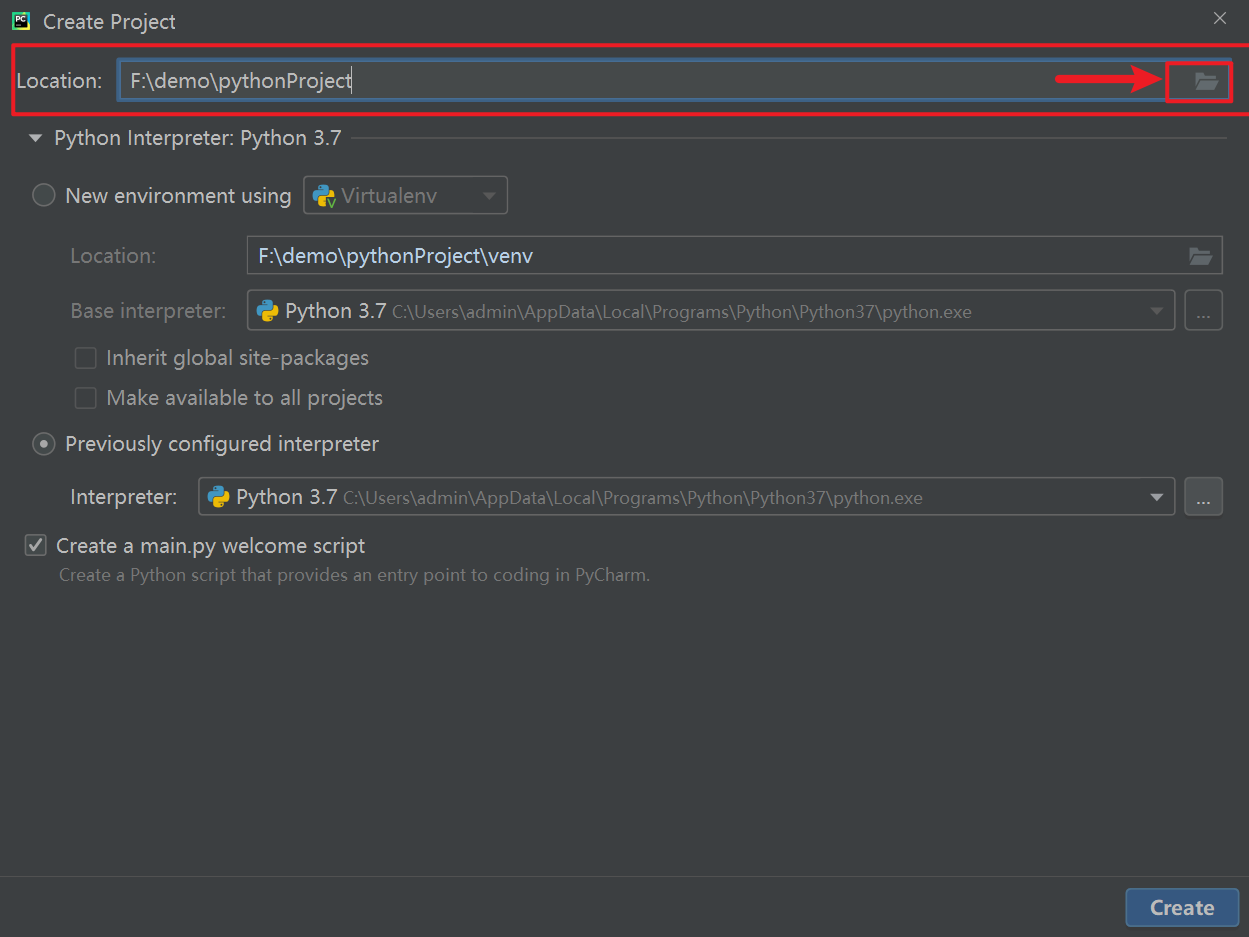 Create Project
Location: F:\demo\pythonProject
Python Interpreter: Python 3.7
New environment using Virtualenv
Location: F:\demo\pythonProject\venv
Base interpreter: Python 3.7 C:\Users\admin\AppData\Local\Programs\Python\Python37\python.exe ...
Inherit global site-packages
Make available to all projects
Previously configured interpreter
Interpreter: Python 3.7 C:\Users\admin\AppData\Local\Programs\Python\Python37\python.exe ...
Create a main.py welcome script
Create a Python script that provides an entry point to coding in PyCharm.
Create